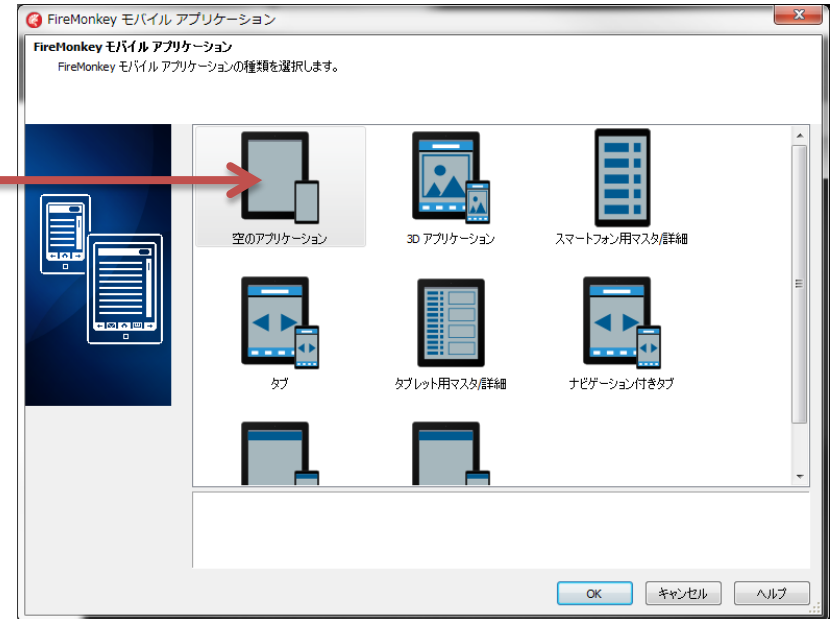 FireMonkey モバイル アプリケーション
FireMonkey モバイル アプリケーション
FireMonkey モバイル アプリケーションの種類を選択します。
空のアプリケーション
3D アプリケーション
スマートフォン用マスタ/詳細
タブ
タブレット用マスタ/詳細
ナビゲーション付きタブ
OK
キャンセル
ヘルプ